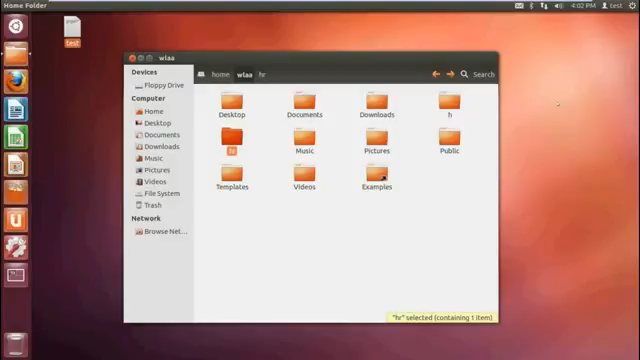 Home Folder
4:02 PM
test
test
wlaa
home
wlaa
hr
Search
Devices
Floppy Drive
Computer
Home
Desktop
Documents
Downloads
Music
Pictures
Videos
File System
Trash
Network
Browse Net...
Desktop
Documents
Downloads
h
hr
Music
Pictures
Public
Templates
Videos
Examples
"hr" selected (containing 1 item)